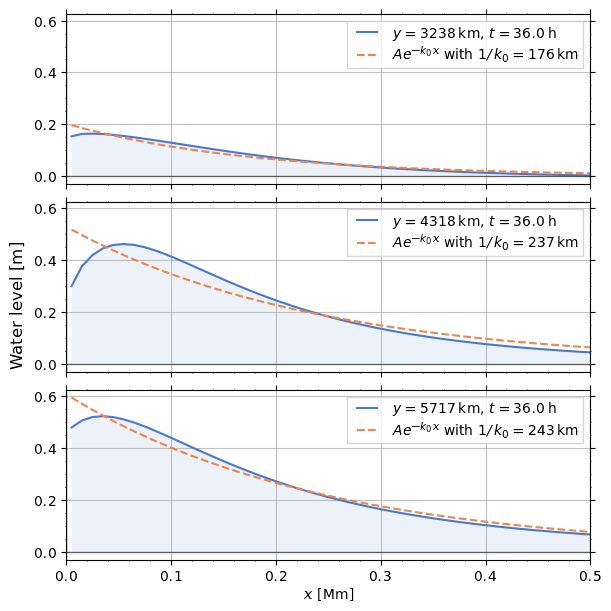 0.6
0.4
0.2
0.0
y = 3238 km, t = 36.0 h
Ae^{-k_0 x} with 1/k_0 = 176 km
0.6
0.4
0.2
0.0
y = 4318 km, t = 36.0 h
Ae^{-k_0 x} with 1/k_0 = 237 km
Water level [m]
0.6
0.4
0.2
0.0
y = 5717 km, t = 36.0 h
Ae^{-k_0 x} with 1/k_0 = 243 km
0.0 0.1 0.2 0.3 0.4 0.5
x [Mm]